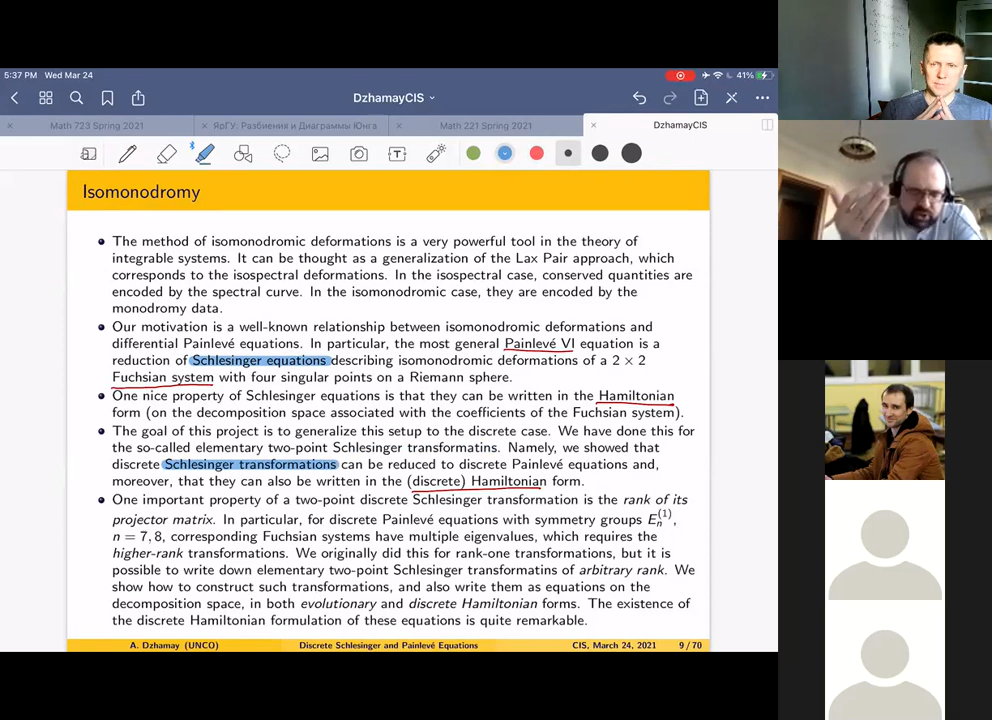 5:37 PM Wed Mar 24
41%
DzhamayCIS
Math 723 Spring 2021
ЯрГУ: Разбиения и Диаграммы Юнга
Math 221 Spring 2021
DzhamayCIS
Isomonodromy
The method of isomonodromic deformations is a very powerful tool in the theory of
integrable systems. It can be thought as a generalization of the Lax Pair approach, which
corresponds to the isospectral deformations. In the isospectral case, conserved quantities are
encoded by the spectral curve. In the isomonodromic case, they are encoded by the
monodromy data.
Our motivation is a well-known relationship between isomonodromic deformations and
differential Painlevé equations. In particular, the most general Painlevé VI equation is a
reduction of Schlesinger equations describing isomonodromic deformations of a 2 × 2
Fuchsian system with four singular points on a Riemann sphere.
One nice property of Schlesinger equations is that they can be written in the Hamiltonian
form (on the decomposition space associated with the coefficients of the Fuchsian system).
The goal of this project is to generalize this setup to the discrete case. We have done this for
the so-called elementary two-point Schlesinger transformatins. Namely, we showed that
discrete Schlesinger transformations can be reduced to discrete Painlevé equations and,
moreover, that they can also be written in the (discrete) Hamiltonian form.
One important property of a two-point discrete Schlesinger transformation is the rank of its
projector matrix. In particular, for discrete Painlevé equations with symmetry groups E_n^(1),
n = 7, 8, corresponding Fuchsian systems have multiple eigenvalues, which requires the
higher-rank transformations. We originally did this for rank-one transformations, but it is
possible to write down elementary two-point Schlesinger transformatins of arbitrary rank. We
show how to construct such transformations, and also write them as equations on the
decomposition space, in both evolutionary and discrete Hamiltonian forms. The existence of
the discrete Hamiltonian formulation of these equations is quite remarkable.
A. Dzhamay (UNCO)
Discrete Schlesinger and Painlevé Equations
CIS, March 24, 2021
9 / 70